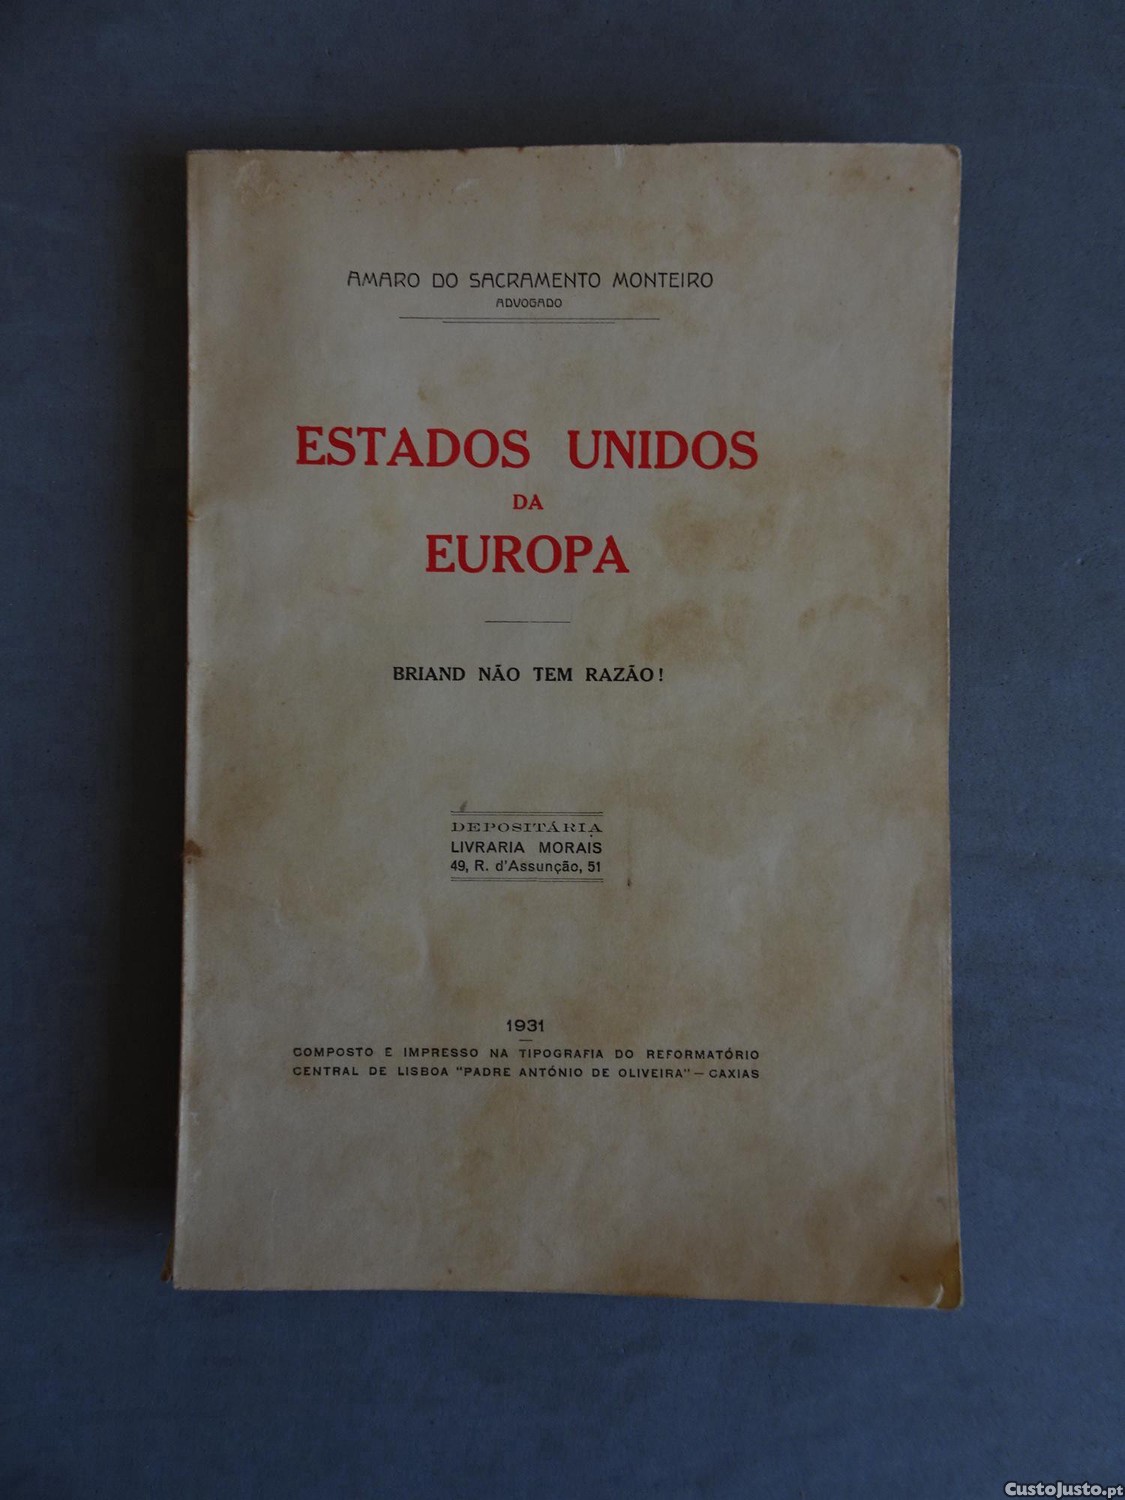 AMARO DO SACRAMENTO MONTEIRO
ADVOGADO
ESTADOS UNIDOS
DA
EUROPA
BRIAND NÃO TEM RAZÃO!
DEPOSITÁRIA
LIVRARIA MORAIS
49, R. d'Assunção, 51
1931
COMPOSTO E IMPRESSO NA TIPOGRAFIA DO REFORMATÓRIO
CENTRAL DE LISBOA "PADRE ANTÓNIO DE OLIVEIRA" — CAXIAS
CustoJusto.pt